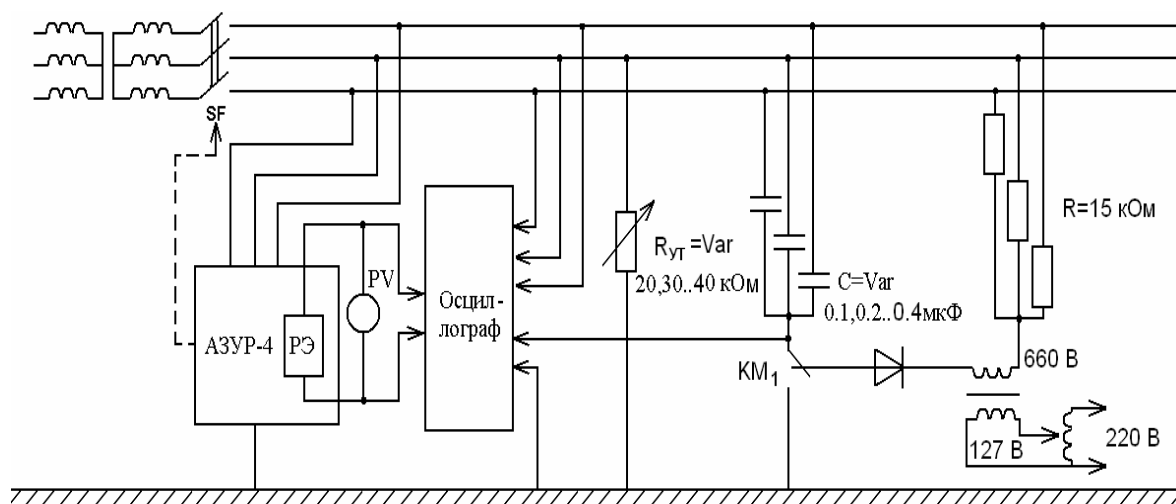 SF
АЗУР-4
РЭ
PV
Осцил-
лограф
Rут =Var
20,30..40 кОм
C=Var
0.1,0.2..0.4мкФ
R=15 кОм
KM1
660 В
127 В
220 В